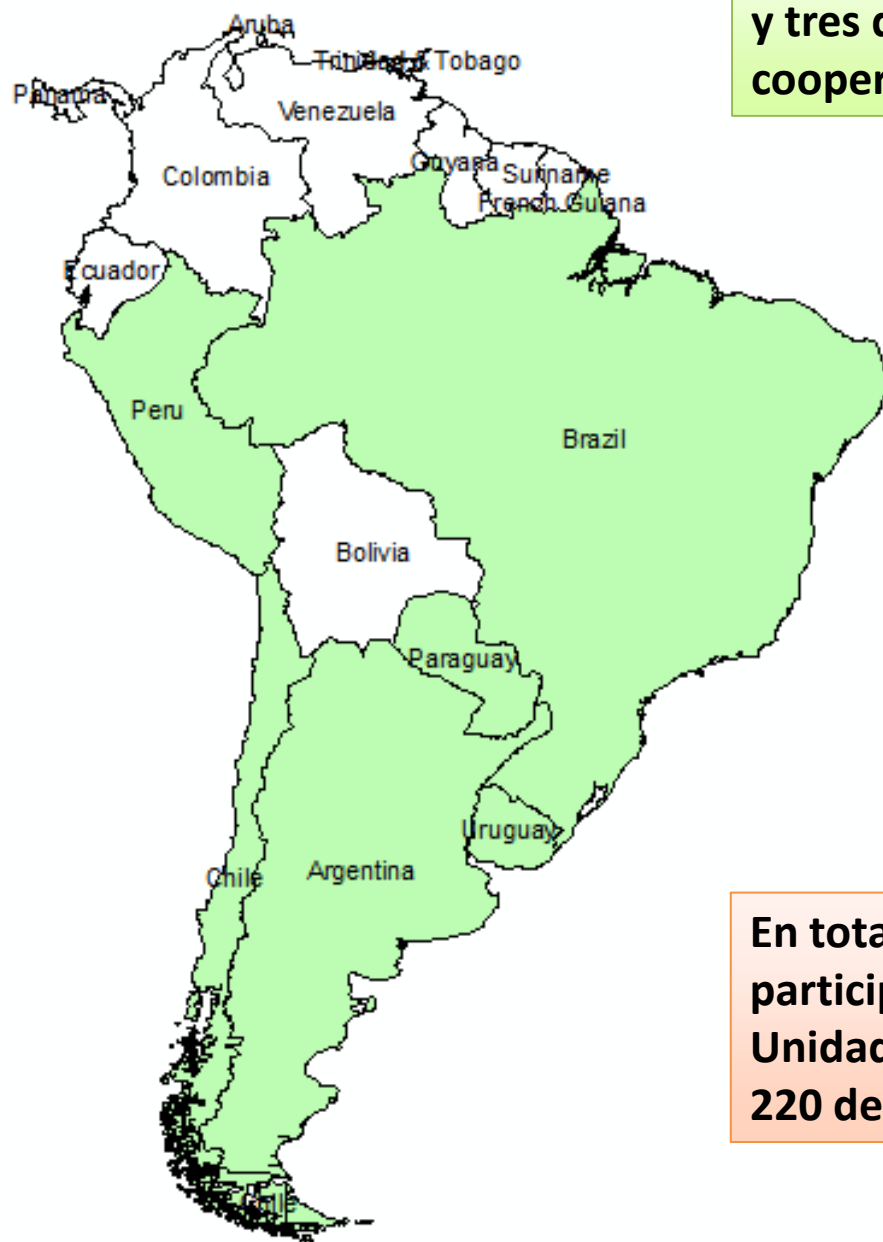 y tres
cooper
Aruba
Trinidad & Tobago
Panama
Venezuela
Guyana
Suriname
French Guiana
Colombia
Ecuador
Peru
Brazil
Bolivia
Paraguay
Uruguay
Chile
Argentina
En tota
particip
Unidad
220 de
Chile